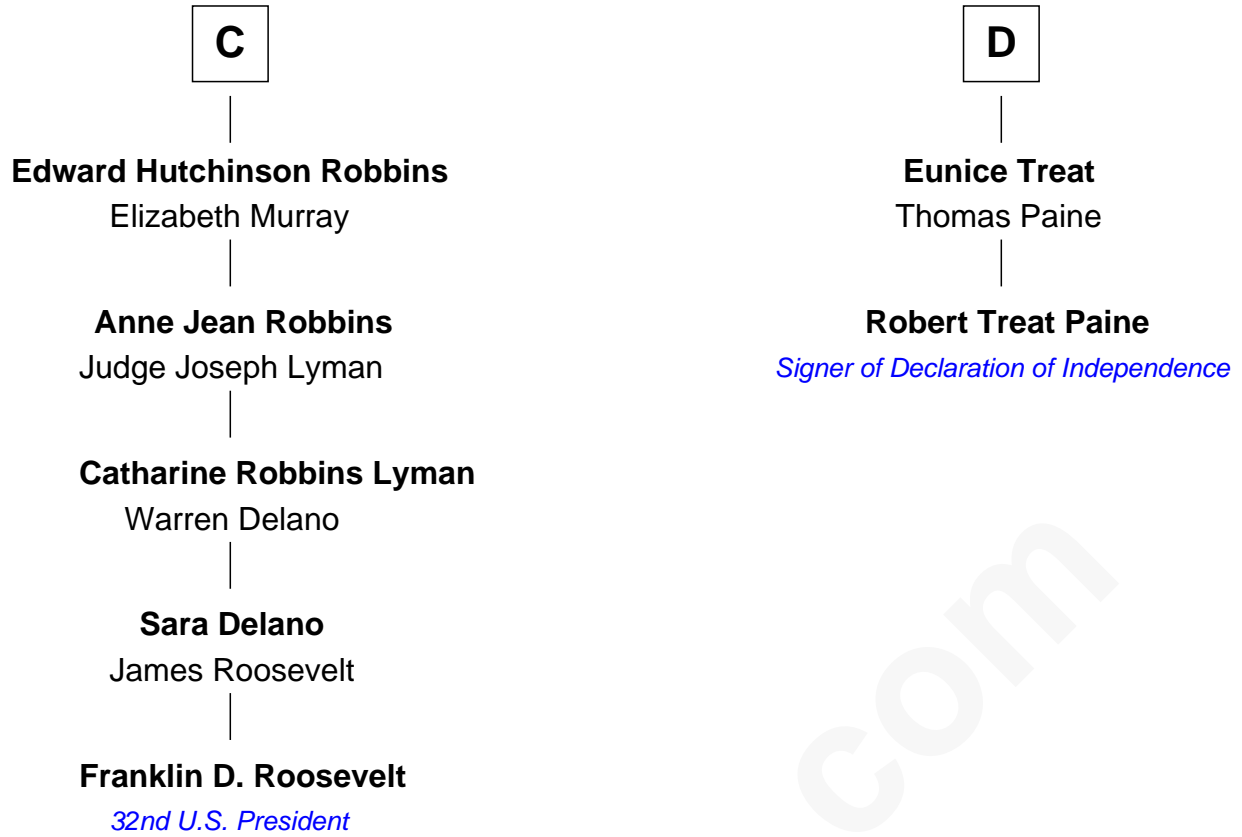 C
Edward Hutchinson Robbins
Elizabeth Murray
Anne Jean Robbins
Judge Joseph Lyman
Catharine Robbins Lyman
Warren Delano
Sara Delano
James Roosevelt
Franklin D. Roosevelt
32nd U.S. President
D
Eunice Treat
Thomas Paine
Robert Treat Paine
Signer of Declaration of Independence
com